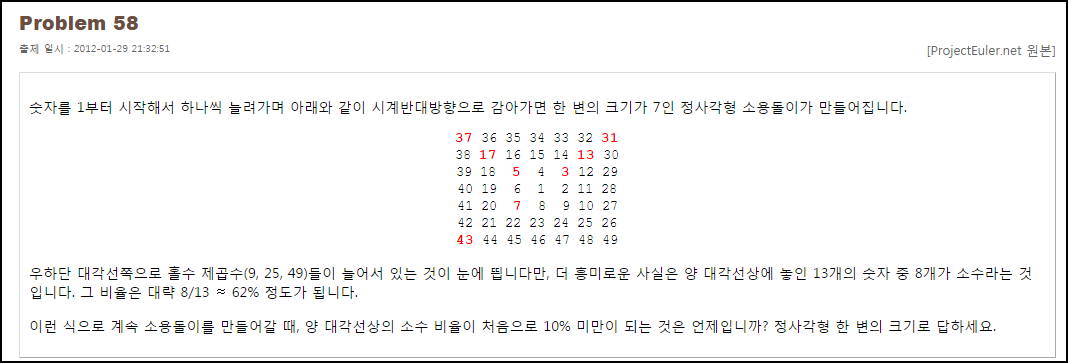 Problem 58
출제 일시 : 2012-01-29 21:32:51
[ProjectEuler.net 원본]
숫자를 1부터 시작해서 하나씩 늘려가며 아래와 같이 시계반대방향으로 감아가면 한 변의 크기가 7인 정사각형 소용돌이가 만들어집니다.
37 36 35 34 33 32 31
38 17 16 15 14 13 30
39 18 5 4 3 12 29
40 19 6 1 2 11 28
41 20 7 8 9 10 27
42 21 22 23 24 25 26
43 44 45 46 47 48 49
우하단 대각선쪽으로 홀수 제곱수(9, 25, 49)들이 늘어서 있는 것이 눈에 띕니다만, 더 흥미로운 사실은 양 대각선상에 놓인 13개의 숫자 중 8개가 소수라는 것
입니다. 그 비율은 대략 8/13 ≈ 62% 정도가 됩니다.
이런 식으로 계속 소용돌이를 만들어갈 때, 양 대각선상의 소수 비율이 처음으로 10% 미만이 되는 것은 언제입니까? 정사각형 한 변의 크기로 답하세요.